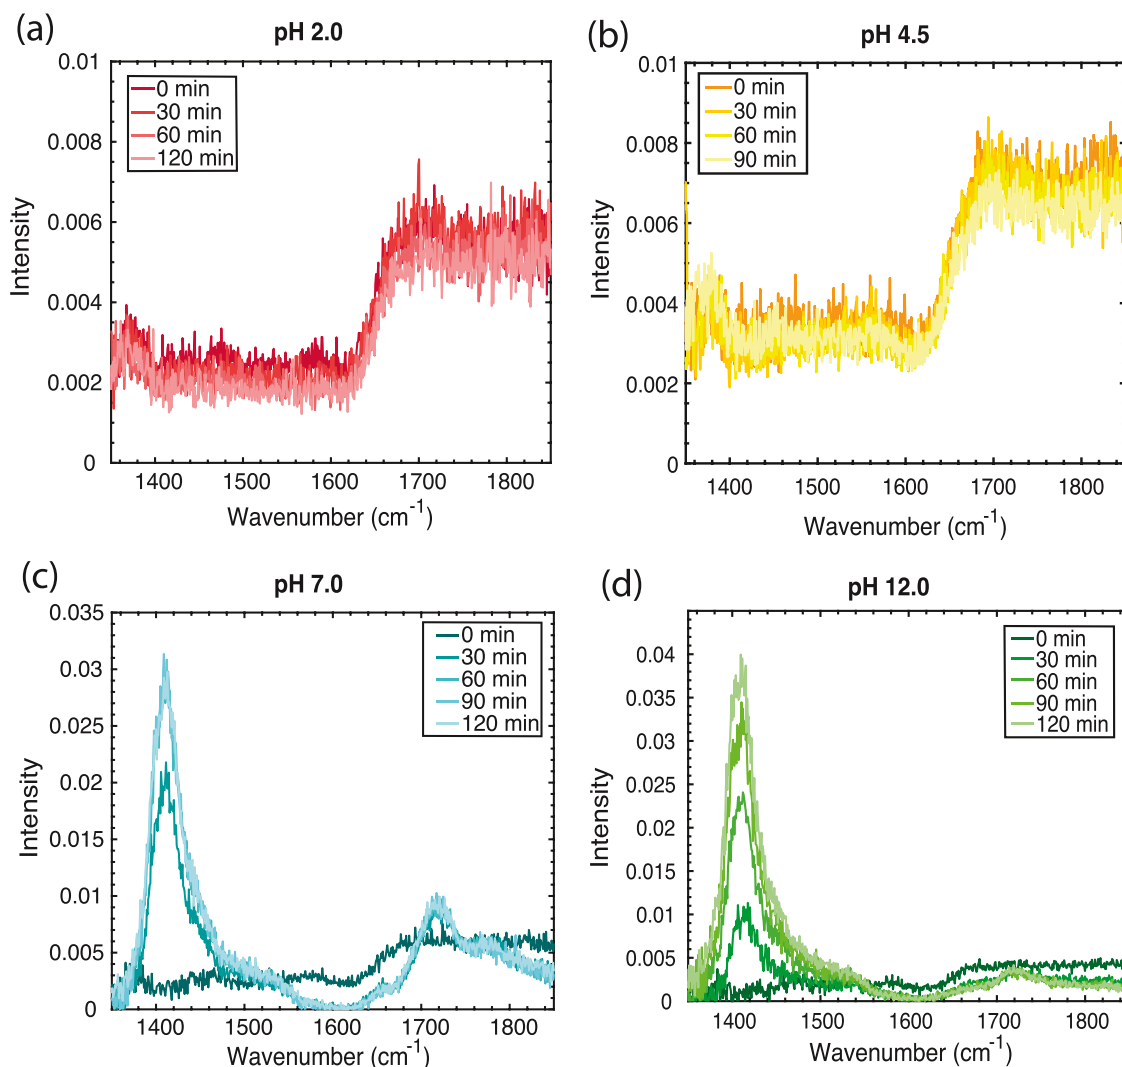 (a)
pH 2.0
0.01
0.008
0.006
0.004
0.002
0
Intensity
0 min
30 min
60 min
120 min
1400
1500
1600
1700
1800
Wavenumber (cm-1)
(b)
pH 4.5
0.01
0.008
0.006
0.004
0.002
0
Intensity
0 min
30 min
60 min
90 min
1400
1500
1600
1700
1800
Wavenumber (cm-1)
(c)
pH 7.0
0.035
0.03
0.025
0.02
0.015
0.01
0.005
0
Intensity
0 min
30 min
60 min
90 min
120 min
1400
1500
1600
1700
1800
Wavenumber (cm-1)
(d)
pH 12.0
0.04
0.035
0.03
0.025
0.02
0.015
0.01
0.005
0
Intensity
0 min
30 min
60 min
90 min
120 min
1400
1500
1600
1700
1800
Wavenumber (cm-1)